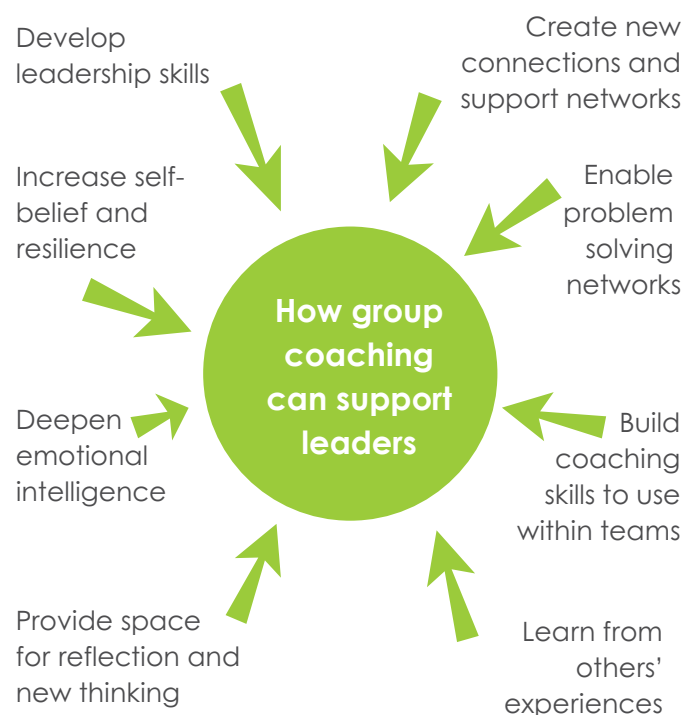 Develop
leadership skills
Create new
connections and
support networks
Increase self-
belief and
resilience
Enable
problem
solving
networks
How group
coaching
can support
leaders
Deepen
emotional
intelligence
Build
coaching
skills to use
within teams
Provide space
for reflection and
new thinking
Learn from
others’
experiences